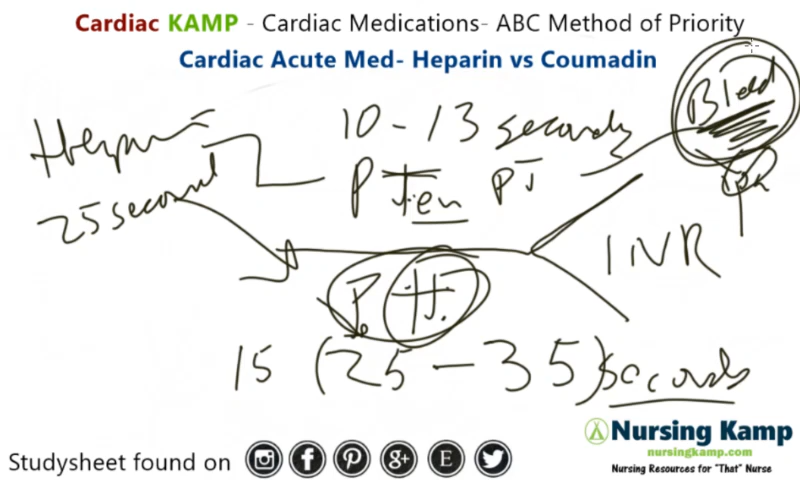 Cardiac KAMP - Cardiac Medications- ABC Method of Priority
Cardiac Acute Med- Heparin vs Coumadin
Bleed
10-13 seconds
25 second
P Ten PT
INR
P. tt.
15 (25-35) seconds
Nursing Kamp
nursingkamp.com
Nursing Resources for "That" Nurse
Studysheet found on